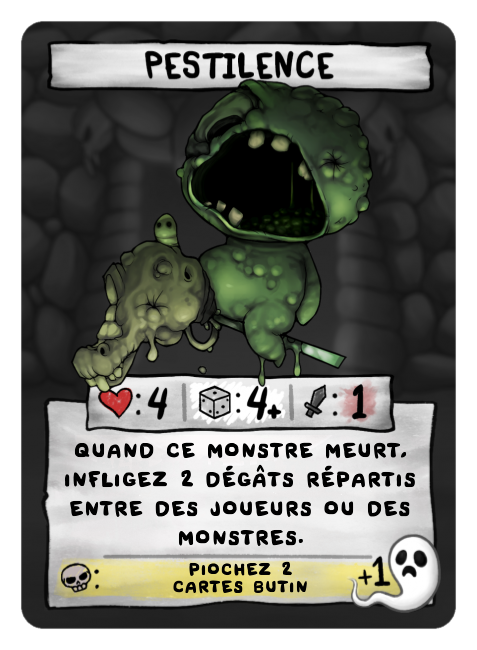 PESTILENCE
:4 :4+ :1
QUAND CE MONSTRE MEURT,
INFLIGEZ 2 DÉGÂTS RÉPARTIS
ENTRE DES JOUEURS OU DES
MONSTRES.
: PIOCHEZ 2
CARTES BUTIN
+1